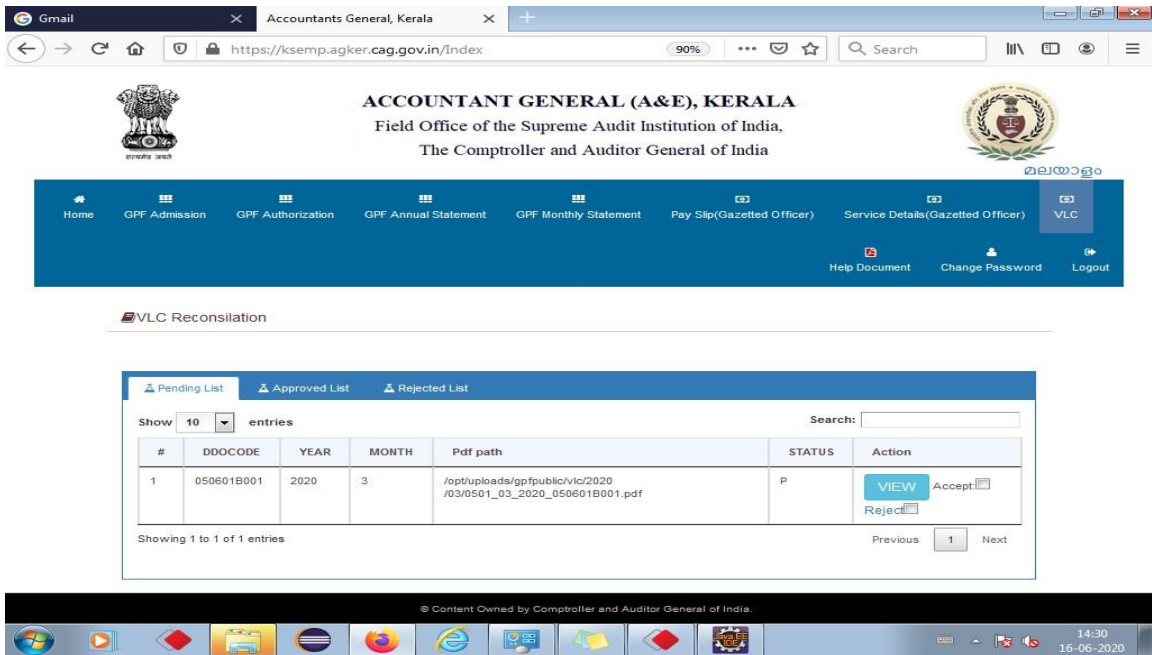 Gmail
Accountants General, Kerala
https://ksemp.agker.cag.gov.in/Index
90%
Search
ACCOUNTANT GENERAL (A&E), KERALA
Field Office of the Supreme Audit Institution of India,
The Comptroller and Auditor General of India
सत्यमेव जयते
മലയാളം
Home
GPF Admission
GPF Authorization
GPF Annual Statement
GPF Monthly Statement
Pay Slip(Gazetted Officer)
Service Details(Gazetted Officer)
VLC
Help Document
Change Password
Logout
VLC Reconsilation
Pending List
Approved List
Rejected List
Show 10 entries
Search:
# DDOCODE YEAR MONTH Pdf path STATUS Action
1 050601B001 2020 3 /opt/uploads/gpfpublic/vlc/2020 P VIEW Accept:
/03/0501_03_2020_050601B001.pdf
Reject
Showing 1 to 1 of 1 entries
Previous 1 Next
© Content Owned by Comptroller and Auditor General of India.
Java EE
IDE
14:30
16-06-2020